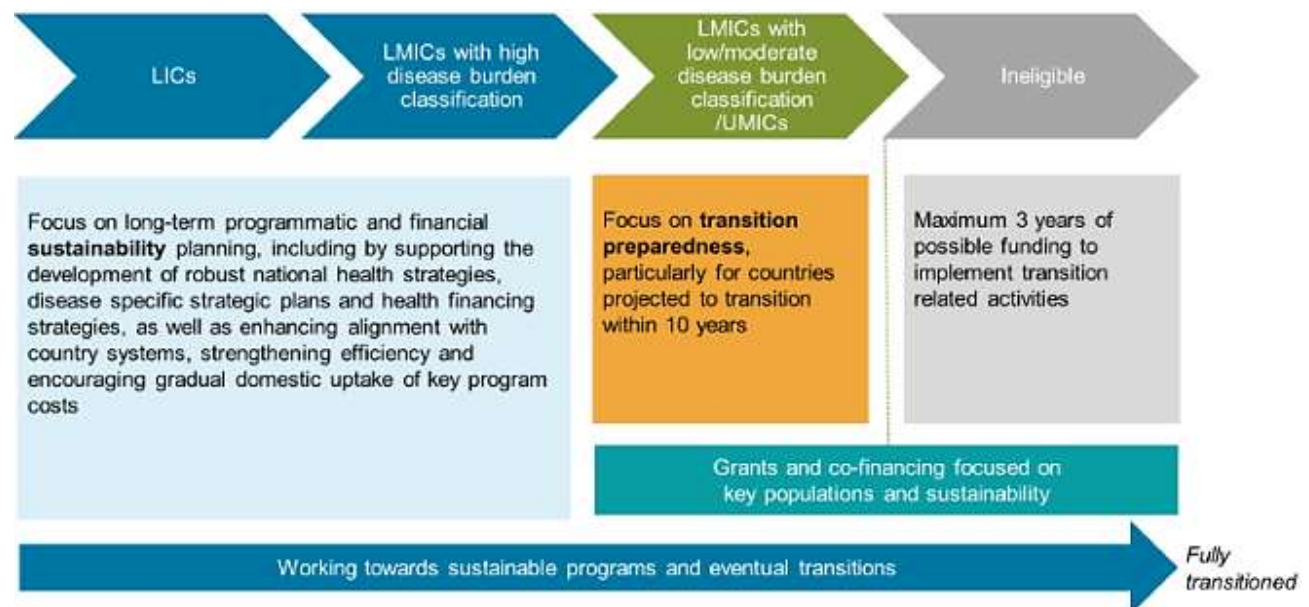 LICs
LMICs with high
disease burden
classification
LMICs with
low/moderate
disease burden
classification
/UMICs
Ineligible
Focus on long-term programmatic and financial
sustainability planning, including by supporting the
development of robust national health strategies,
disease specific strategic plans and health financing
strategies, as well as enhancing alignment with
country systems, strengthening efficiency and
encouraging gradual domestic uptake of key program
costs
Focus on transition
preparedness,
particularly for countries
projected to transition
within 10 years
Maximum 3 years of
possible funding to
implement transition
related activities
Grants and co-financing focused on
key populations and sustainability
Working towards sustainable programs and eventual transitions
Fully
transitioned